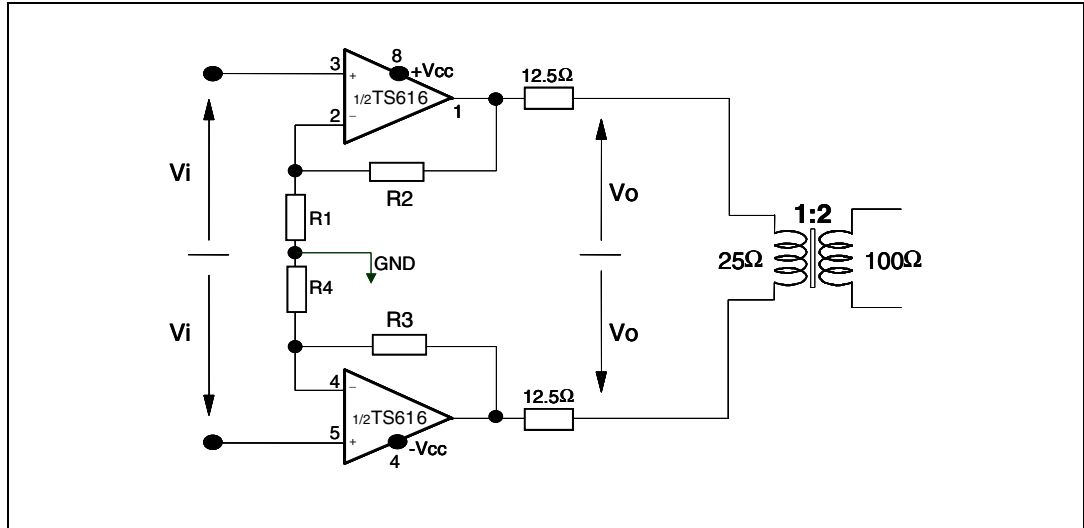 8
3
+Vcc
+
12.5Ω
1/2TS616
1
2
–
Vi
R2
Vo
R1
1:2
GND
25Ω
100Ω
R4
R3
Vi
Vo
4
–
12.5Ω
1/2TS616
5
+
-Vcc
4